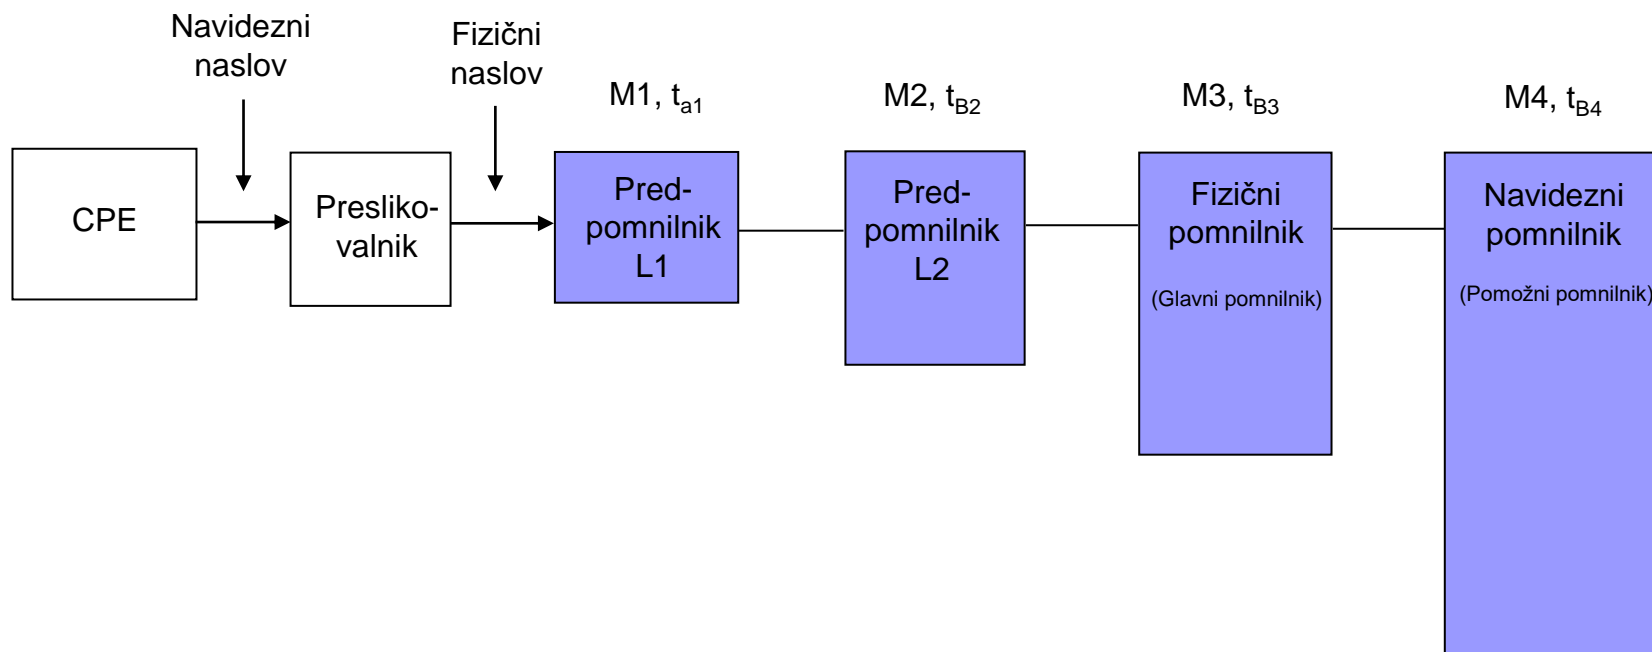 Navidezni
naslov
Fizični
naslov
M1, ta1
M2, tB2
M3, tB3
M4, tB4
CPE
Presliko-
valnik
Pred-
pomnilnik
L1
Pred-
pomnilnik
L2
Fizični
pomnilnik
(Glavni pomnilnik)
Navidezni
pomnilnik
(Pomožni pomnilnik)